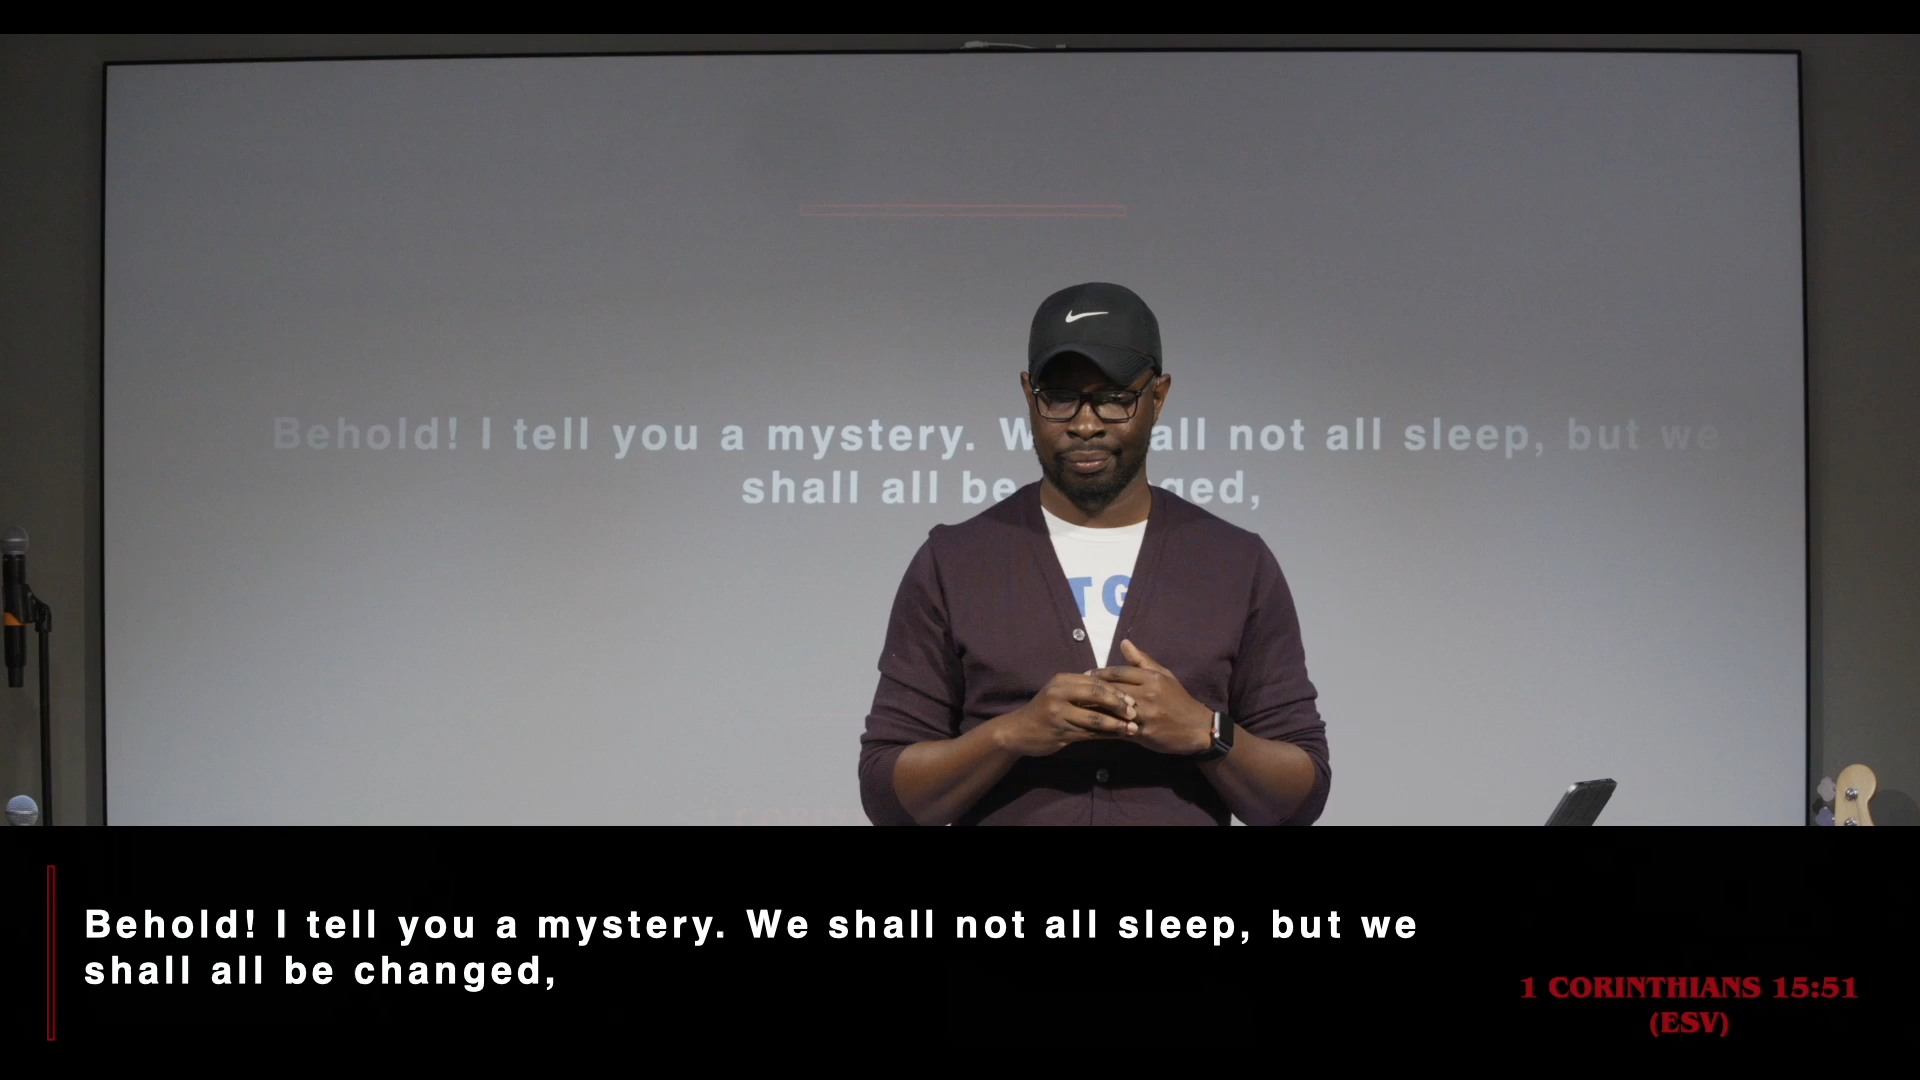 Behold! I tell you a mystery. W all not all sleep, but we
shall all be ged,
TG
Behold! I tell you a mystery. We shall not all sleep, but we
shall all be changed,
1 CORINTHIANS 15:51
(ESV)